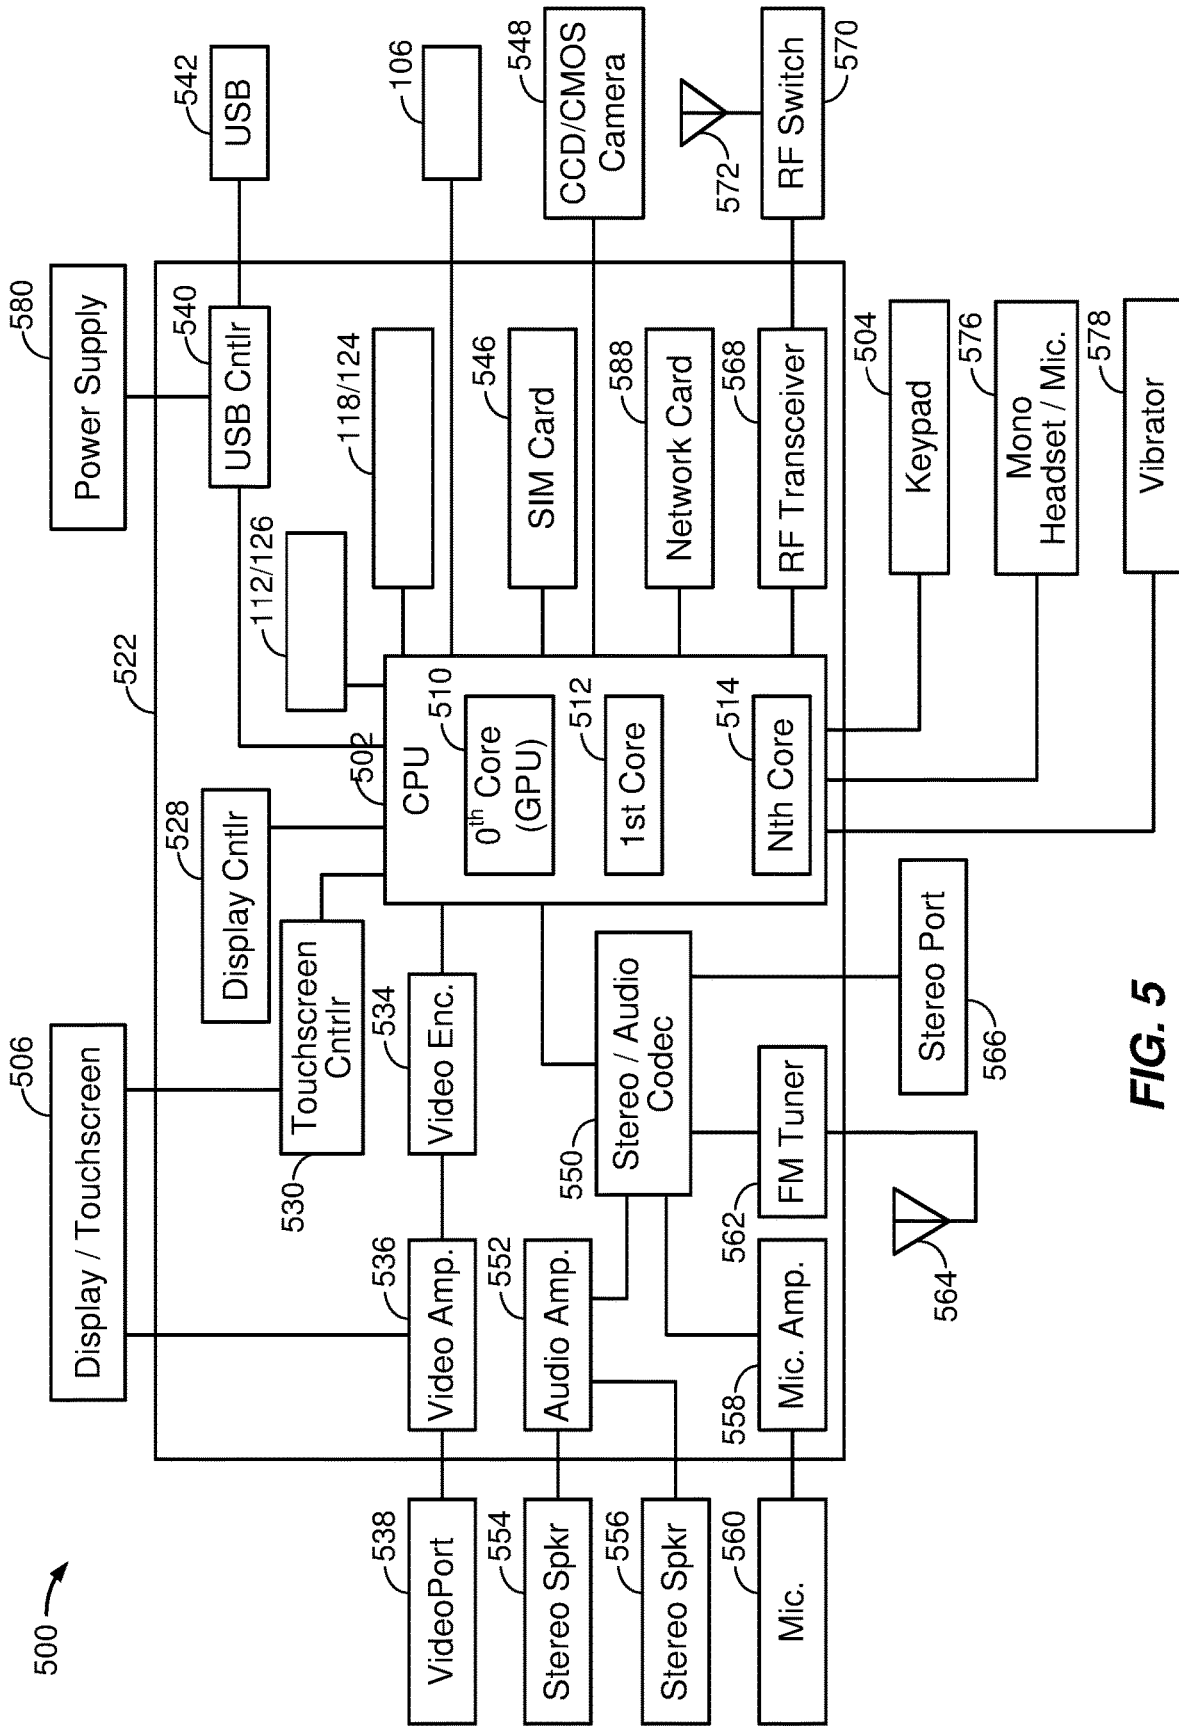 500
506
Display / Touchscreen
528
Display Cntlr
522
580
Power Supply
540
USB Cntlr
542
USB
530
Touchscreen
Cntrlr
112/126
118/124
106
538
VideoPort
536
Video Amp.
534
Video Enc.
502
CPU
510
0th Core
(GPU)
512
1st Core
514
Nth Core
546
SIM Card
548
CCD/CMOS
Camera
554
Stereo Spkr
552
Audio Amp.
556
Stereo Spkr
550
Stereo / Audio
Codec
588
Network Card
572
560
Mic.
558
Mic. Amp.
562
FM Tuner
568
RF Transceiver
570
RF Switch
564
566
Stereo Port
504
Keypad
576
Mono
Headset / Mic.
578
Vibrator
FIG. 5